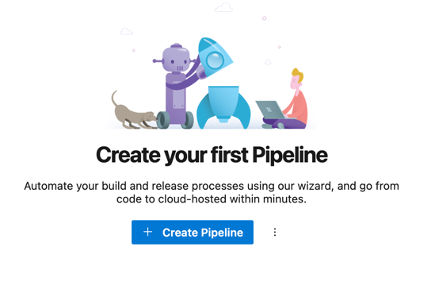 Create your first Pipeline
Automate your build and release processes using our wizard, and go from
code to cloud-hosted within minutes.
+ Create Pipeline